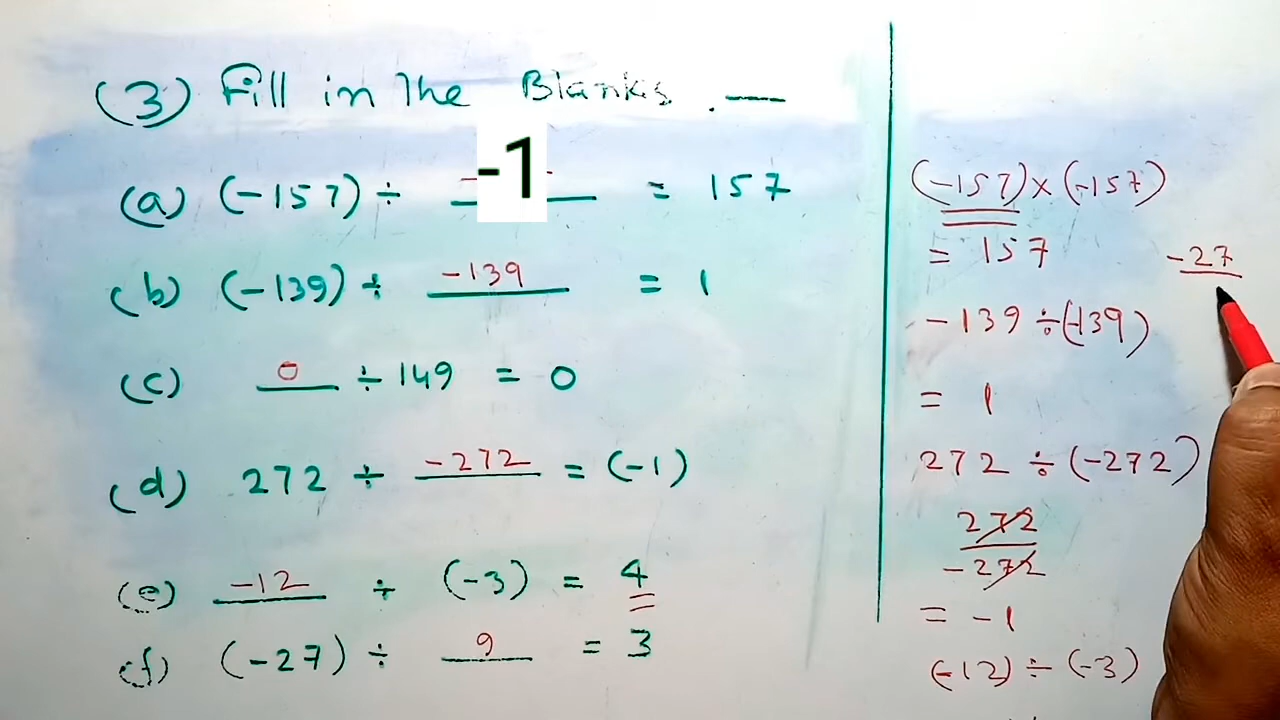 (3) Fill in The Blanks .—
(a) (-157) ÷ -1 = 157
(b) (-139) ÷ -139 = 1
(c) 0 ÷ 149 = 0
(d) 272 ÷ -272 = (-1)
(e) -12 ÷ (-3) = 4
(f) (-27) ÷ 9 = 3
(-157) × (-157)
= 157
-27
-139 ÷ (-139)
= 1
272 ÷ (-272)
272
-272
= -1
(-12) ÷ (-3)